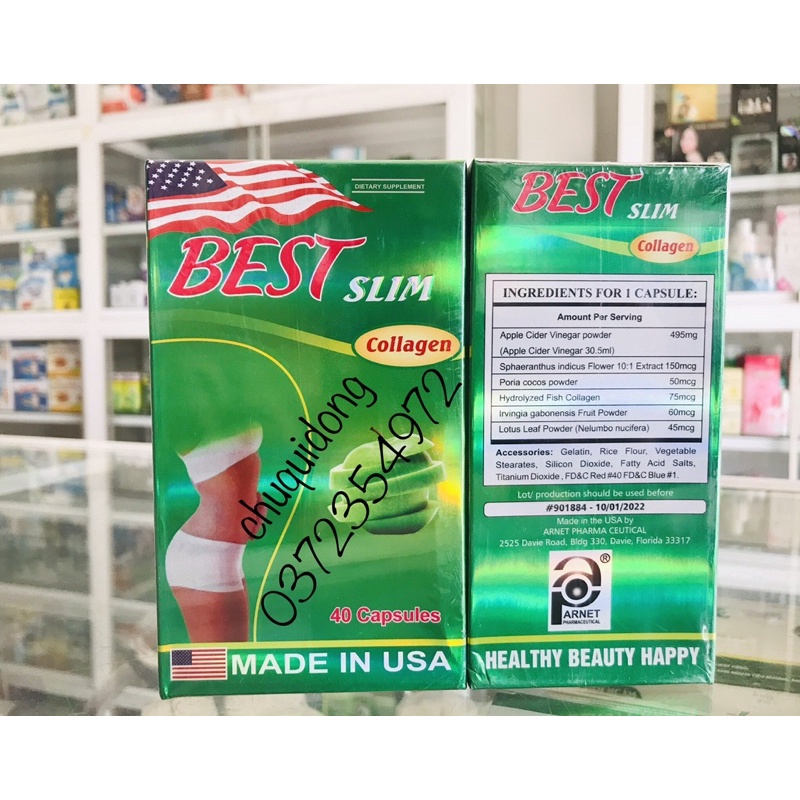 DIETARY SUPPLEMENT
BEST SLIM
Collagen
chuquidong
0372354972
40 Capsules
MADE IN USA
BEST SLIM
Collagen
INGREDIENTS FOR 1 CAPSULE:
Amount Per Serving
Apple Cider Vinegar powder 495mg
(Apple Cider Vinegar 30.5ml)
Sphaeranthus indicus Flower 10:1 Extract 150mcg
Poria cocos powder 50mcg
Hydrolyzed Fish Collagen 75mcg
Irvingia gabonensis Fruit Powder 60mcg
Lotus Leaf Powder (Nelumbo nucifera) 45mcg
Accessories: Gelatin, Rice Flour, Vegetable
Stearates, Silicon Dioxide, Fatty Acid Salts,
Titanium Dioxide , FD&C Red #40 FD&C Blue #1.
Lot/ production should be used before
#901884 - 10/01/2022
Made in the USA by
ARNET PHARMA CEUTICAL
2525 Davie Road, Bldg 330, Davie, Florida 33317
®
ARNET
PHARMACEUTICAL
HEALTHY BEAUTY HAPPY